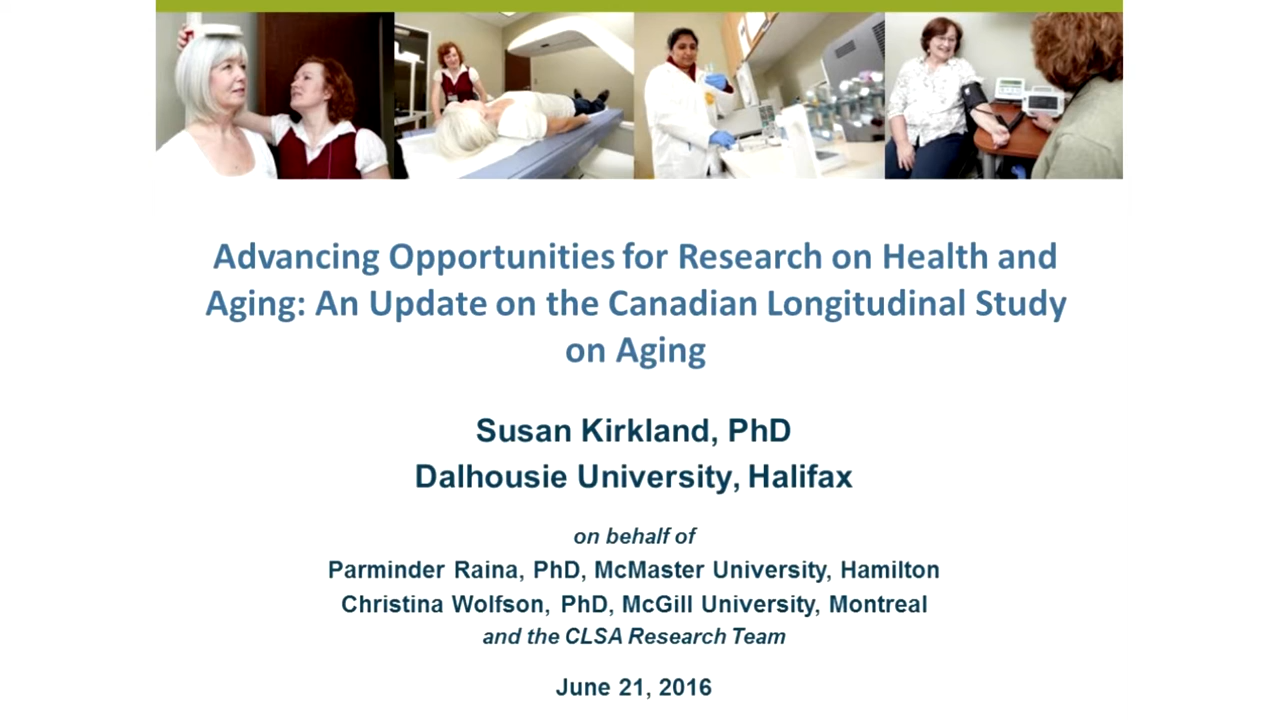 Advancing Opportunities for Research on Health and
Aging: An Update on the Canadian Longitudinal Study
on Aging
Susan Kirkland, PhD
Dalhousie University, Halifax
on behalf of
Parminder Raina, PhD, McMaster University, Hamilton
Christina Wolfson, PhD, McGill University, Montreal
and the CLSA Research Team
June 21, 2016